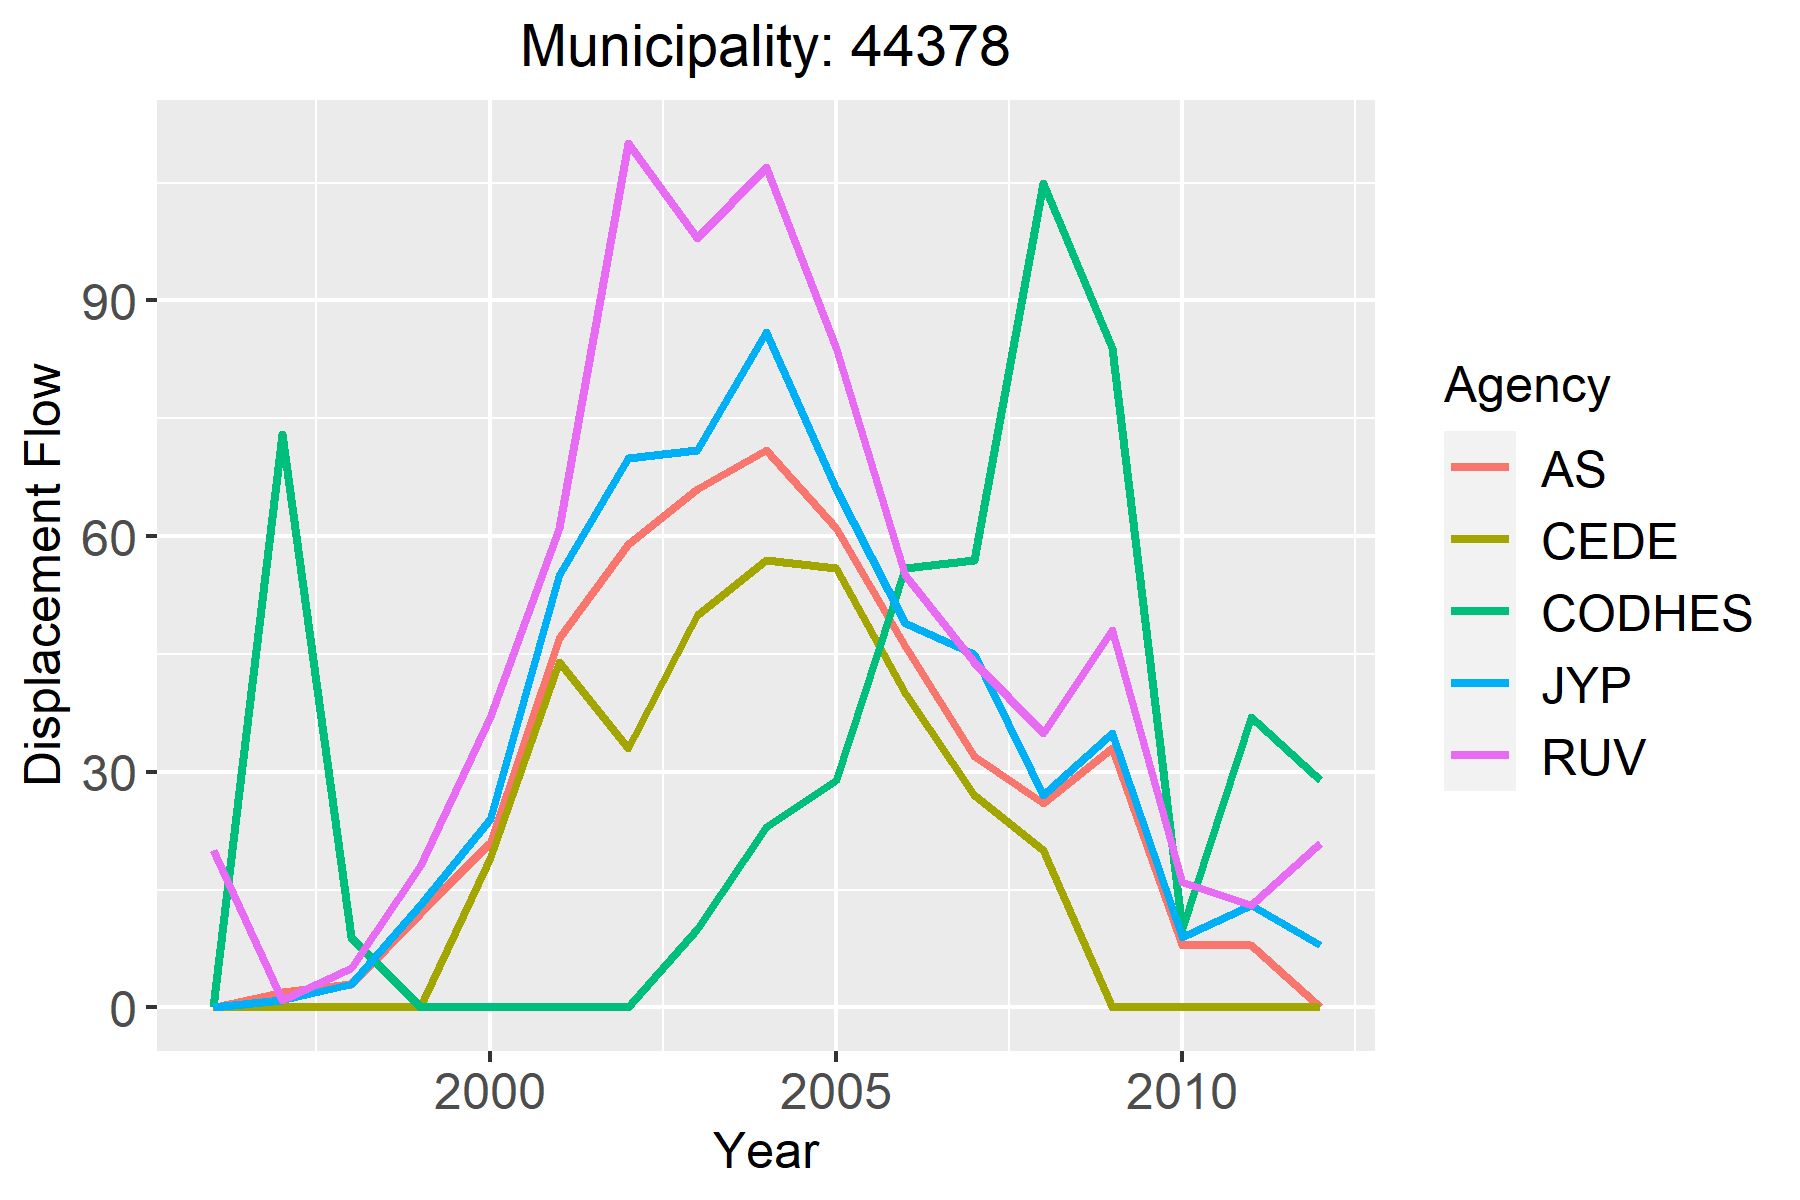 Municipality: 44378
Displacement Flow
90
60
30
0
2000 2005 2010
Year
Agency
AS
CEDE
CODHES
JYP
RUV